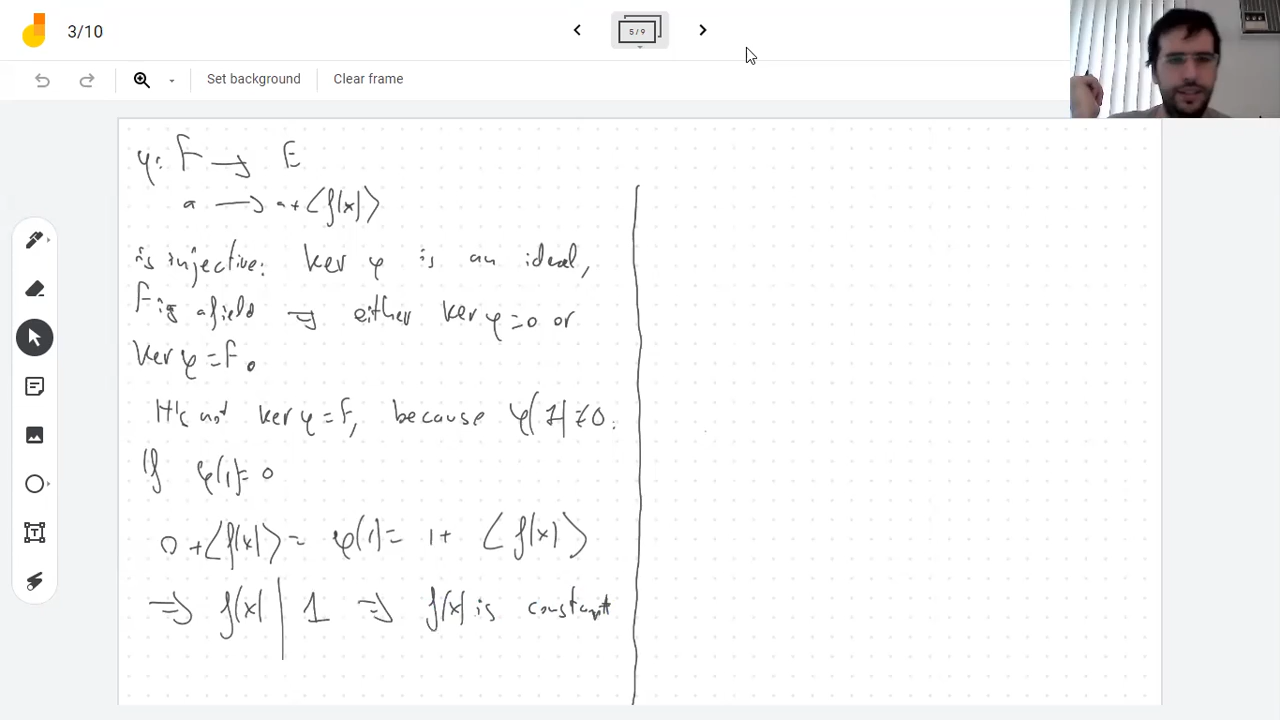 3/10
5 / 9
Set background
Clear frame
φ: F → E
a → a + ⟨f(x)⟩
is injective: ker φ is an ideal,
F is a field ⇒ either ker φ = 0 or
ker φ = F.
It's not ker φ = F, because φ(1) ≠ 0.
If φ(1) = 0
0 + ⟨f(x)⟩ = φ(1) = 1 + ⟨f(x)⟩
⇒ f(x) | 1 ⇒ f(x) is constant